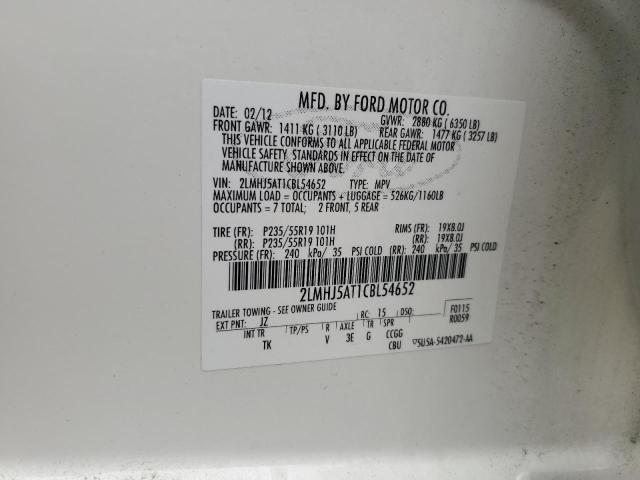 MFD. BY FORD MOTOR CO.
DATE: 02/12 GVWR: 2880 KG ( 6350 LB)
FRONT GAWR: 1411 KG ( 3110 LB) REAR GAWR: 1477 KG ( 3257 LB)
THIS VEHICLE CONFORMS TO ALL APPLICABLE FEDERAL MOTOR
VEHICLE SAFETY STANDARDS IN EFFECT ON THE DATE OF
MANUFACTURE SHOWN ABOVE.
VIN: 2LMHJ5AT1CBL54652 TYPE: MPV
MAXIMUM LOAD = OCCUPANTS + LUGGAGE = 526KG/1160LB
OCCUPANTS = 7 TOTAL; 2 FRONT, 5 REAR
TIRE (FR): P235/55R19 101H RIMS (FR): 19X8.0J
(RR): P235/55R19 101H (RR): 19X8.0J
PRESSURE (FR): 240 kPa/ 35 PSI COLD (RR): 240 kPa/ 35 PSI COLD
2LMHJ5AT1CBL54652
TRAILER TOWING - SEE OWNER GUIDE
EXT PNT: JZ RC: 15 DSO: F0115
R0059
INT TR TP/PS R AXLE TR SPR
TK V 3E G CCGG
CBU 5U5A-5420472-AA